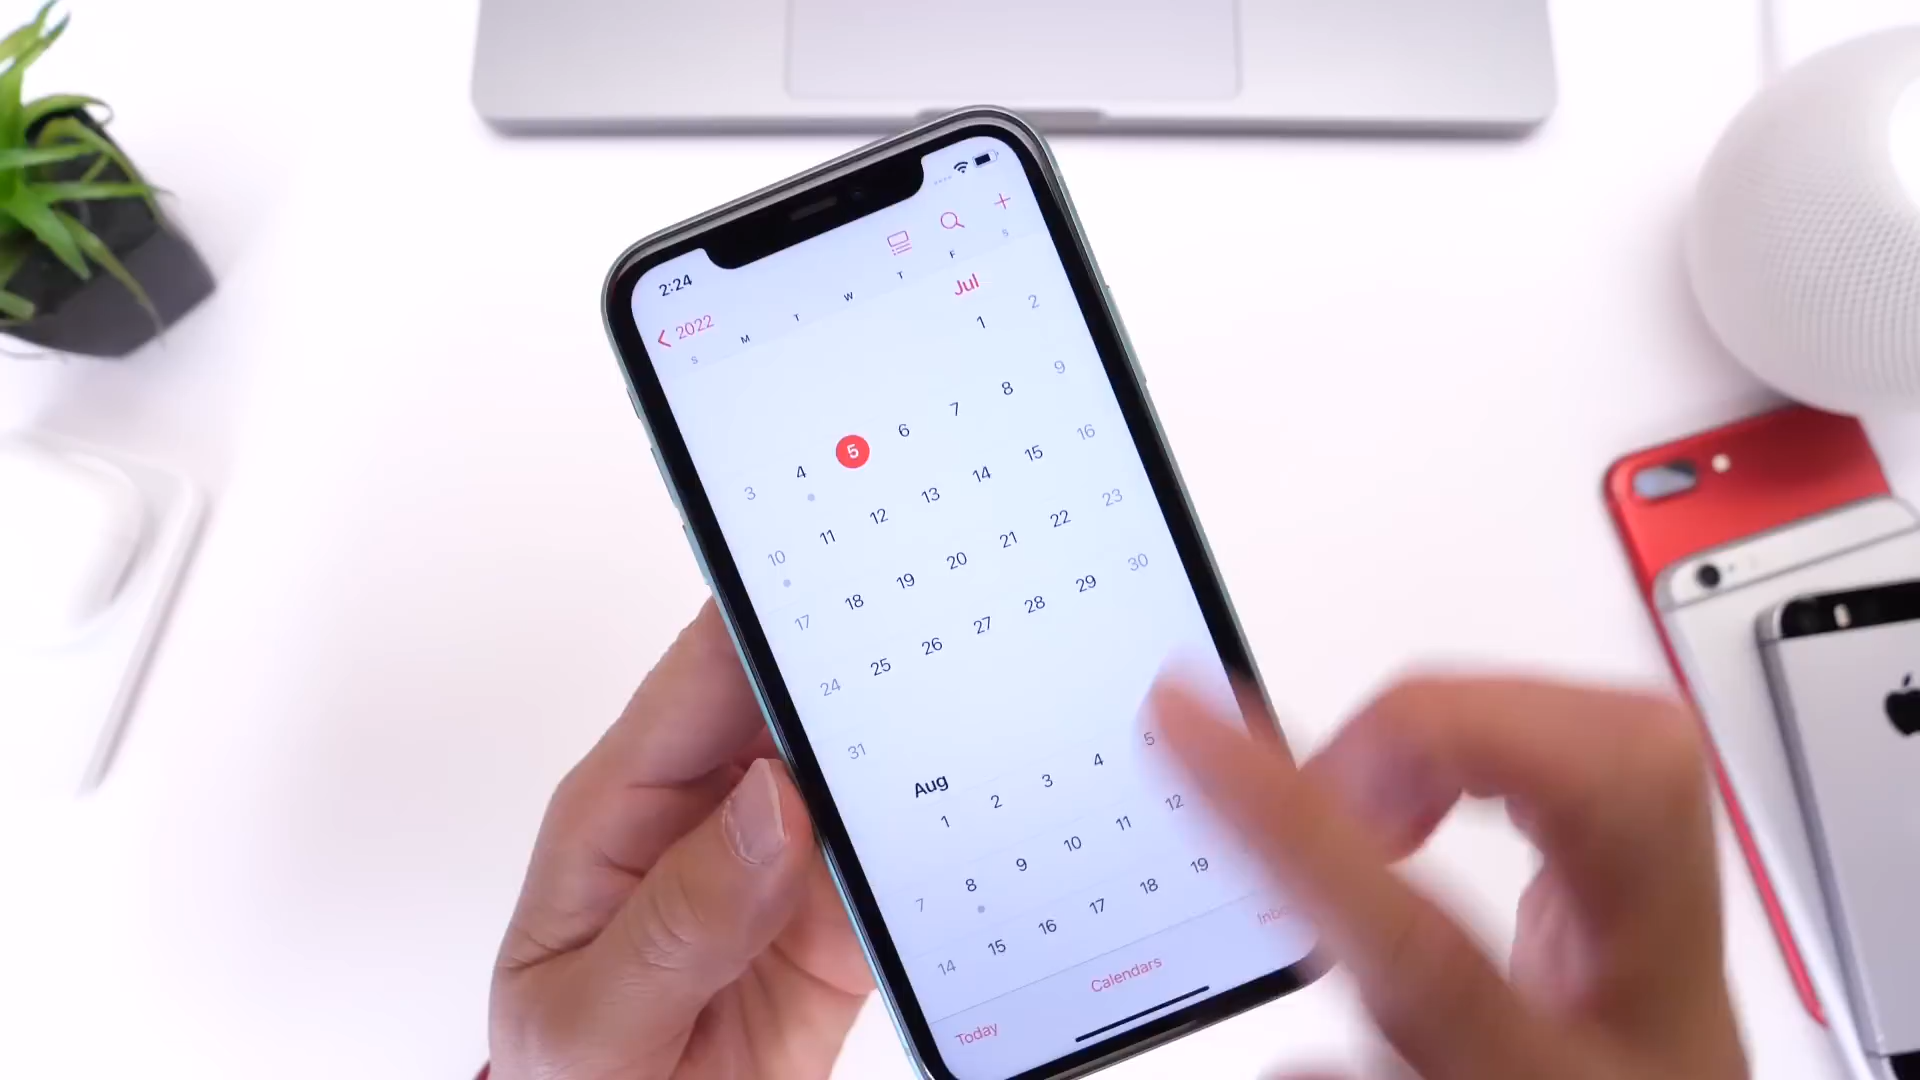 2:24
2022
S M T W T F S
Jul
1 2
3 4 5 6 7 8 9
10 11 12 13 14 15 16
17 18 19 20 21 22 23
24 25 26 27 28 29 30
31
Aug
1 2 3 4 5
7 8 9 10 11 12
14 15 16 17 18 19
Today Calendars